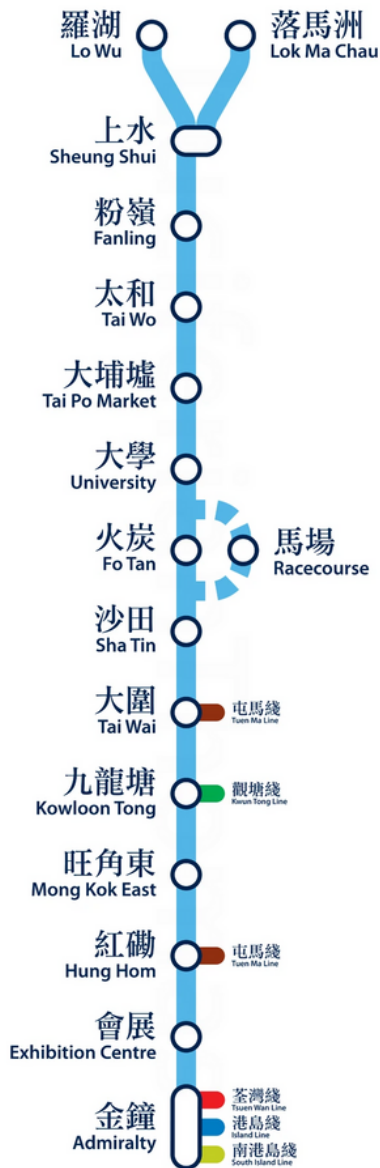 羅湖
Lo Wu
落馬洲
Lok Ma Chau
上水
Sheung Shui
粉嶺
Fanling
太和
Tai Wo
大埔墟
Tai Po Market
大學
University
火炭
Fo Tan
馬場
Racecourse
沙田
Sha Tin
大圍
Tai Wai
屯馬綫
Tuen Ma Line
九龍塘
Kowloon Tong
觀塘綫
Kwun Tong Line
旺角東
Mong Kok East
紅磡
Hung Hom
屯馬綫
Tuen Ma Line
會展
Exhibition Centre
金鐘
Admiralty
荃灣綫
Tsuen Wan Line
港島綫
Island Line
南港島綫
South Island Line